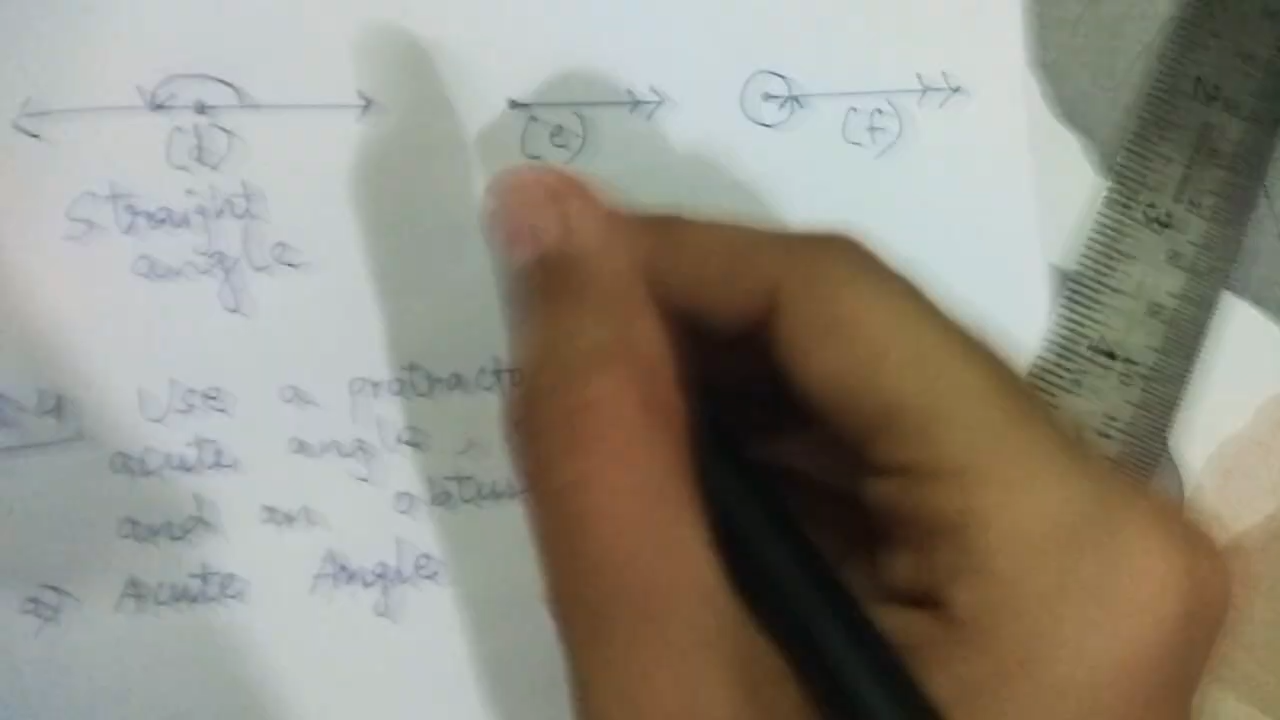 (d)
(e)
(f)
Straight
angle
Use a protracto
acute angle,
and an obtus
a) Acute Angle